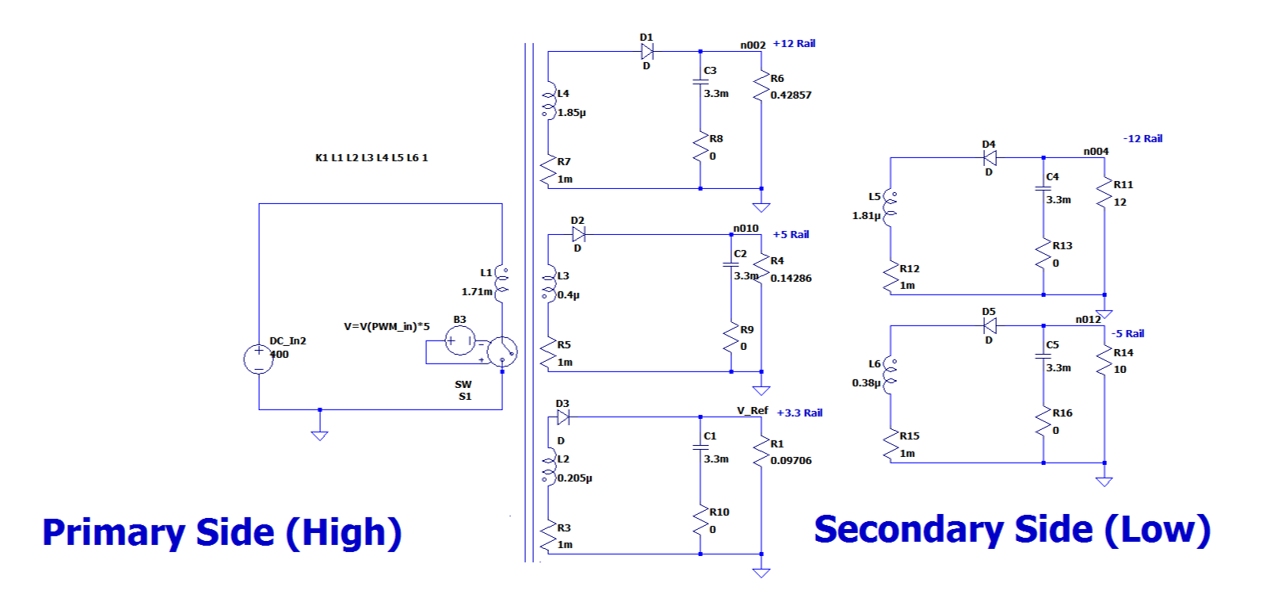 D1
n002
+12 Rail
D
C3
3.3m
R6
0.42857
L4
1.85µ
R8
0
R7
1m
K1 L1 L2 L3 L4 L5 L6 1
D2
n010
+5 Rail
D
C2
3.3m
R4
0.14286
L3
0.4µ
R9
0
R5
1m
L1
1.71m
V=V(PWM_in)*5
B3
DC_In2
400
SW
S1
D3
V_Ref
+3.3 Rail
D
C1
3.3m
R1
0.09706
L2
0.205µ
R10
0
R3
1m
D4
n004
-12 Rail
D
C4
3.3m
R11
12
L5
1.81µ
R13
0
R12
1m
D5
n012
-5 Rail
D
C5
3.3m
R14
10
L6
0.38µ
R16
0
R15
1m
Primary Side (High)
Secondary Side (Low)